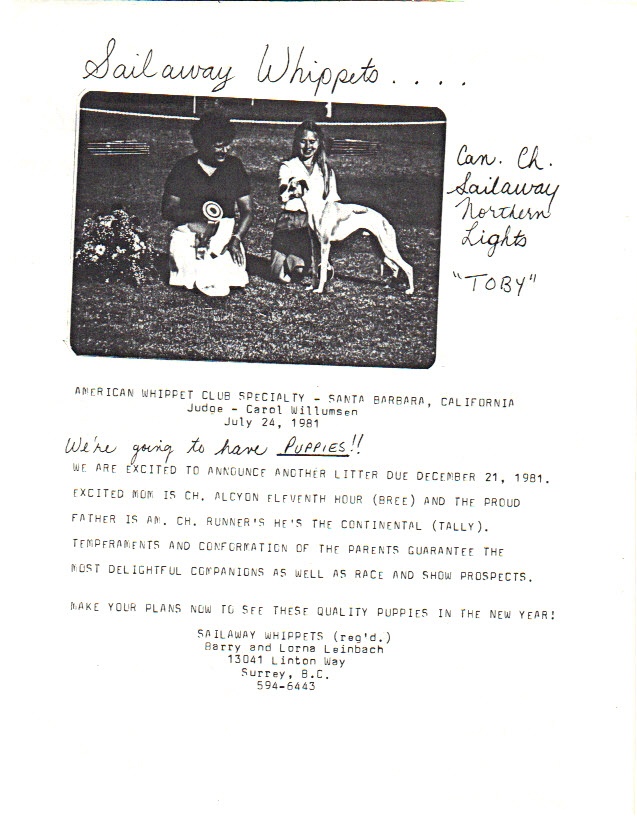 Sailaway Whippets....
Can. Ch.
Sailaway
Northern
Lights
"TOBY"
AMERICAN WHIPPET CLUB SPECIALTY - SANTA BARBARA, CALIFORNIA
Judge - Carol Willumsen
July 24, 1981
We're going to have PUPPIES!!
WE ARE EXCITED TO ANNOUNCE ANOTHER LITTER DUE DECEMBER 21, 1981.
EXCITED MOM IS CH. ALCYON ELEVENTH HOUR (BREE) AND THE PROUD
FATHER IS AM. CH. RUNNER'S HE'S THE CONTINENTAL (TALLY).
TEMPERAMENTS AND CONFORMATION OF THE PARENTS GUARANTEE THE
MOST DELIGHTFUL COMPANIONS AS WELL AS RACE AND SHOW PROSPECTS.
MAKE YOUR PLANS NOW TO SEE THESE QUALITY PUPPIES IN THE NEW YEAR!
SAILAWAY WHIPPETS (reg'd.)
Barry and Lorna Leinbach
13041 Linton Way
Surrey, B.C.
594-6443